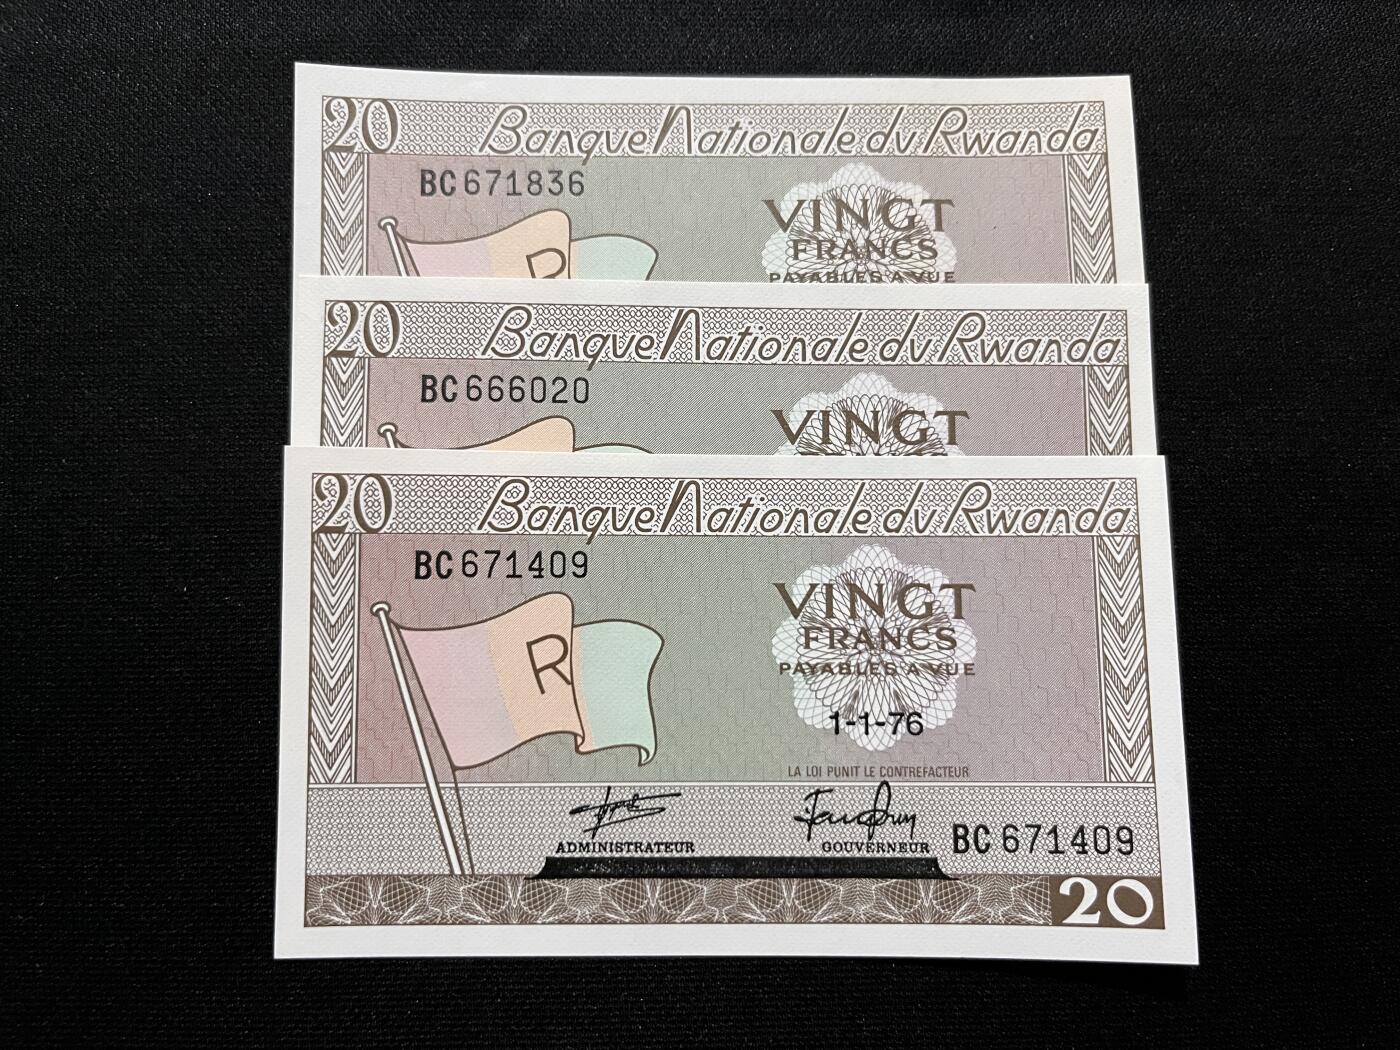 20 Banque Nationale du Rwanda
BC 671836
VINGT
FRANCS
PAYABLES A VUE
R
20 Banque Nationale du Rwanda
BC 666020
VINGT
20 Banque Nationale du Rwanda
BC 671409
VINGT
FRANCS
PAYABLES A VUE
R
1-1-76
LA LOI PUNIT LE CONTREFACTEUR
ADMINISTRATEUR
GOUVERNEUR
BC 671409
20